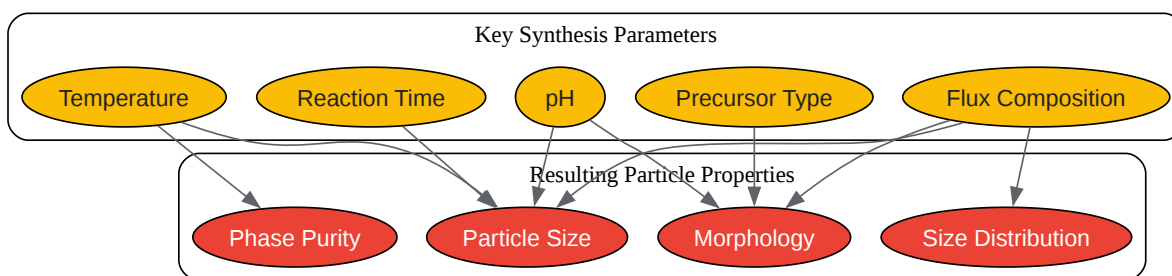 Key Synthesis Parameters
Temperature
Reaction Time
pH
Precursor Type
Flux Composition
Resulting Particle Properties
Phase Purity
Particle Size
Morphology
Size Distribution